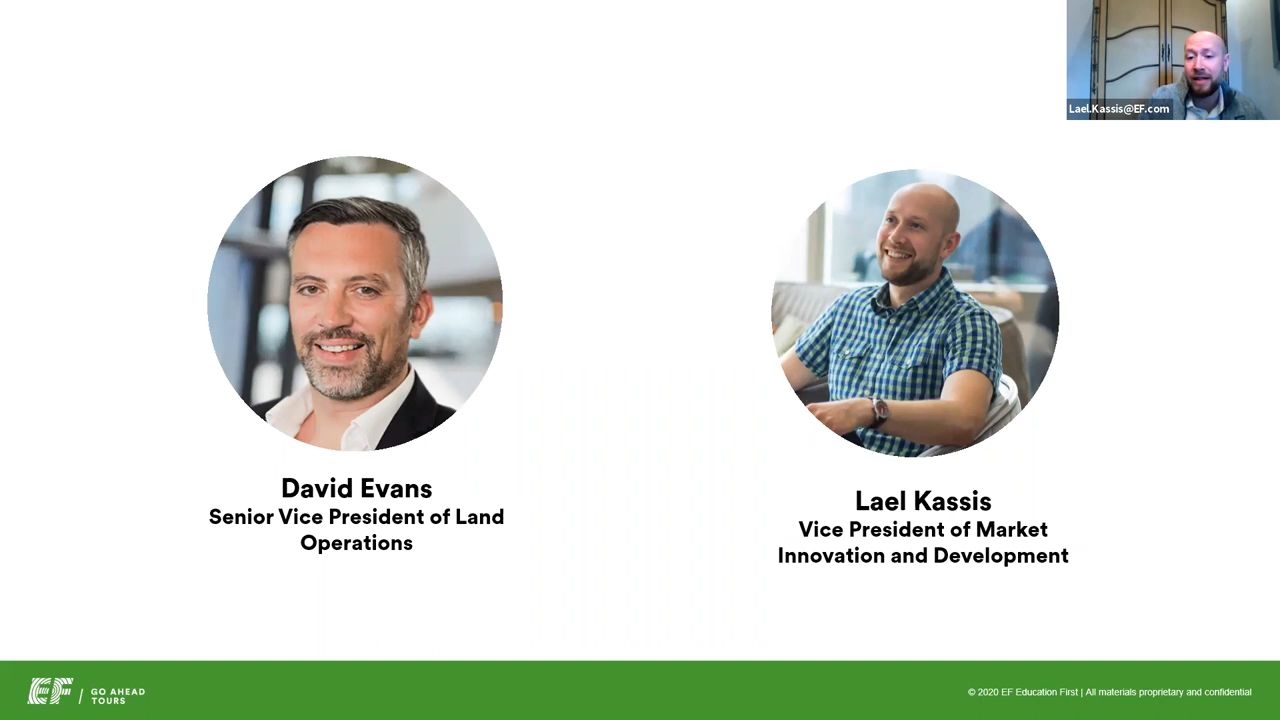 Lael.Kassis@EF.com
David Evans
Senior Vice President of Land
Operations
Lael Kassis
Vice President of Market
Innovation and Development
EF / GO AHEAD
TOURS
© 2020 EF Education First | All materials proprietary and confidential